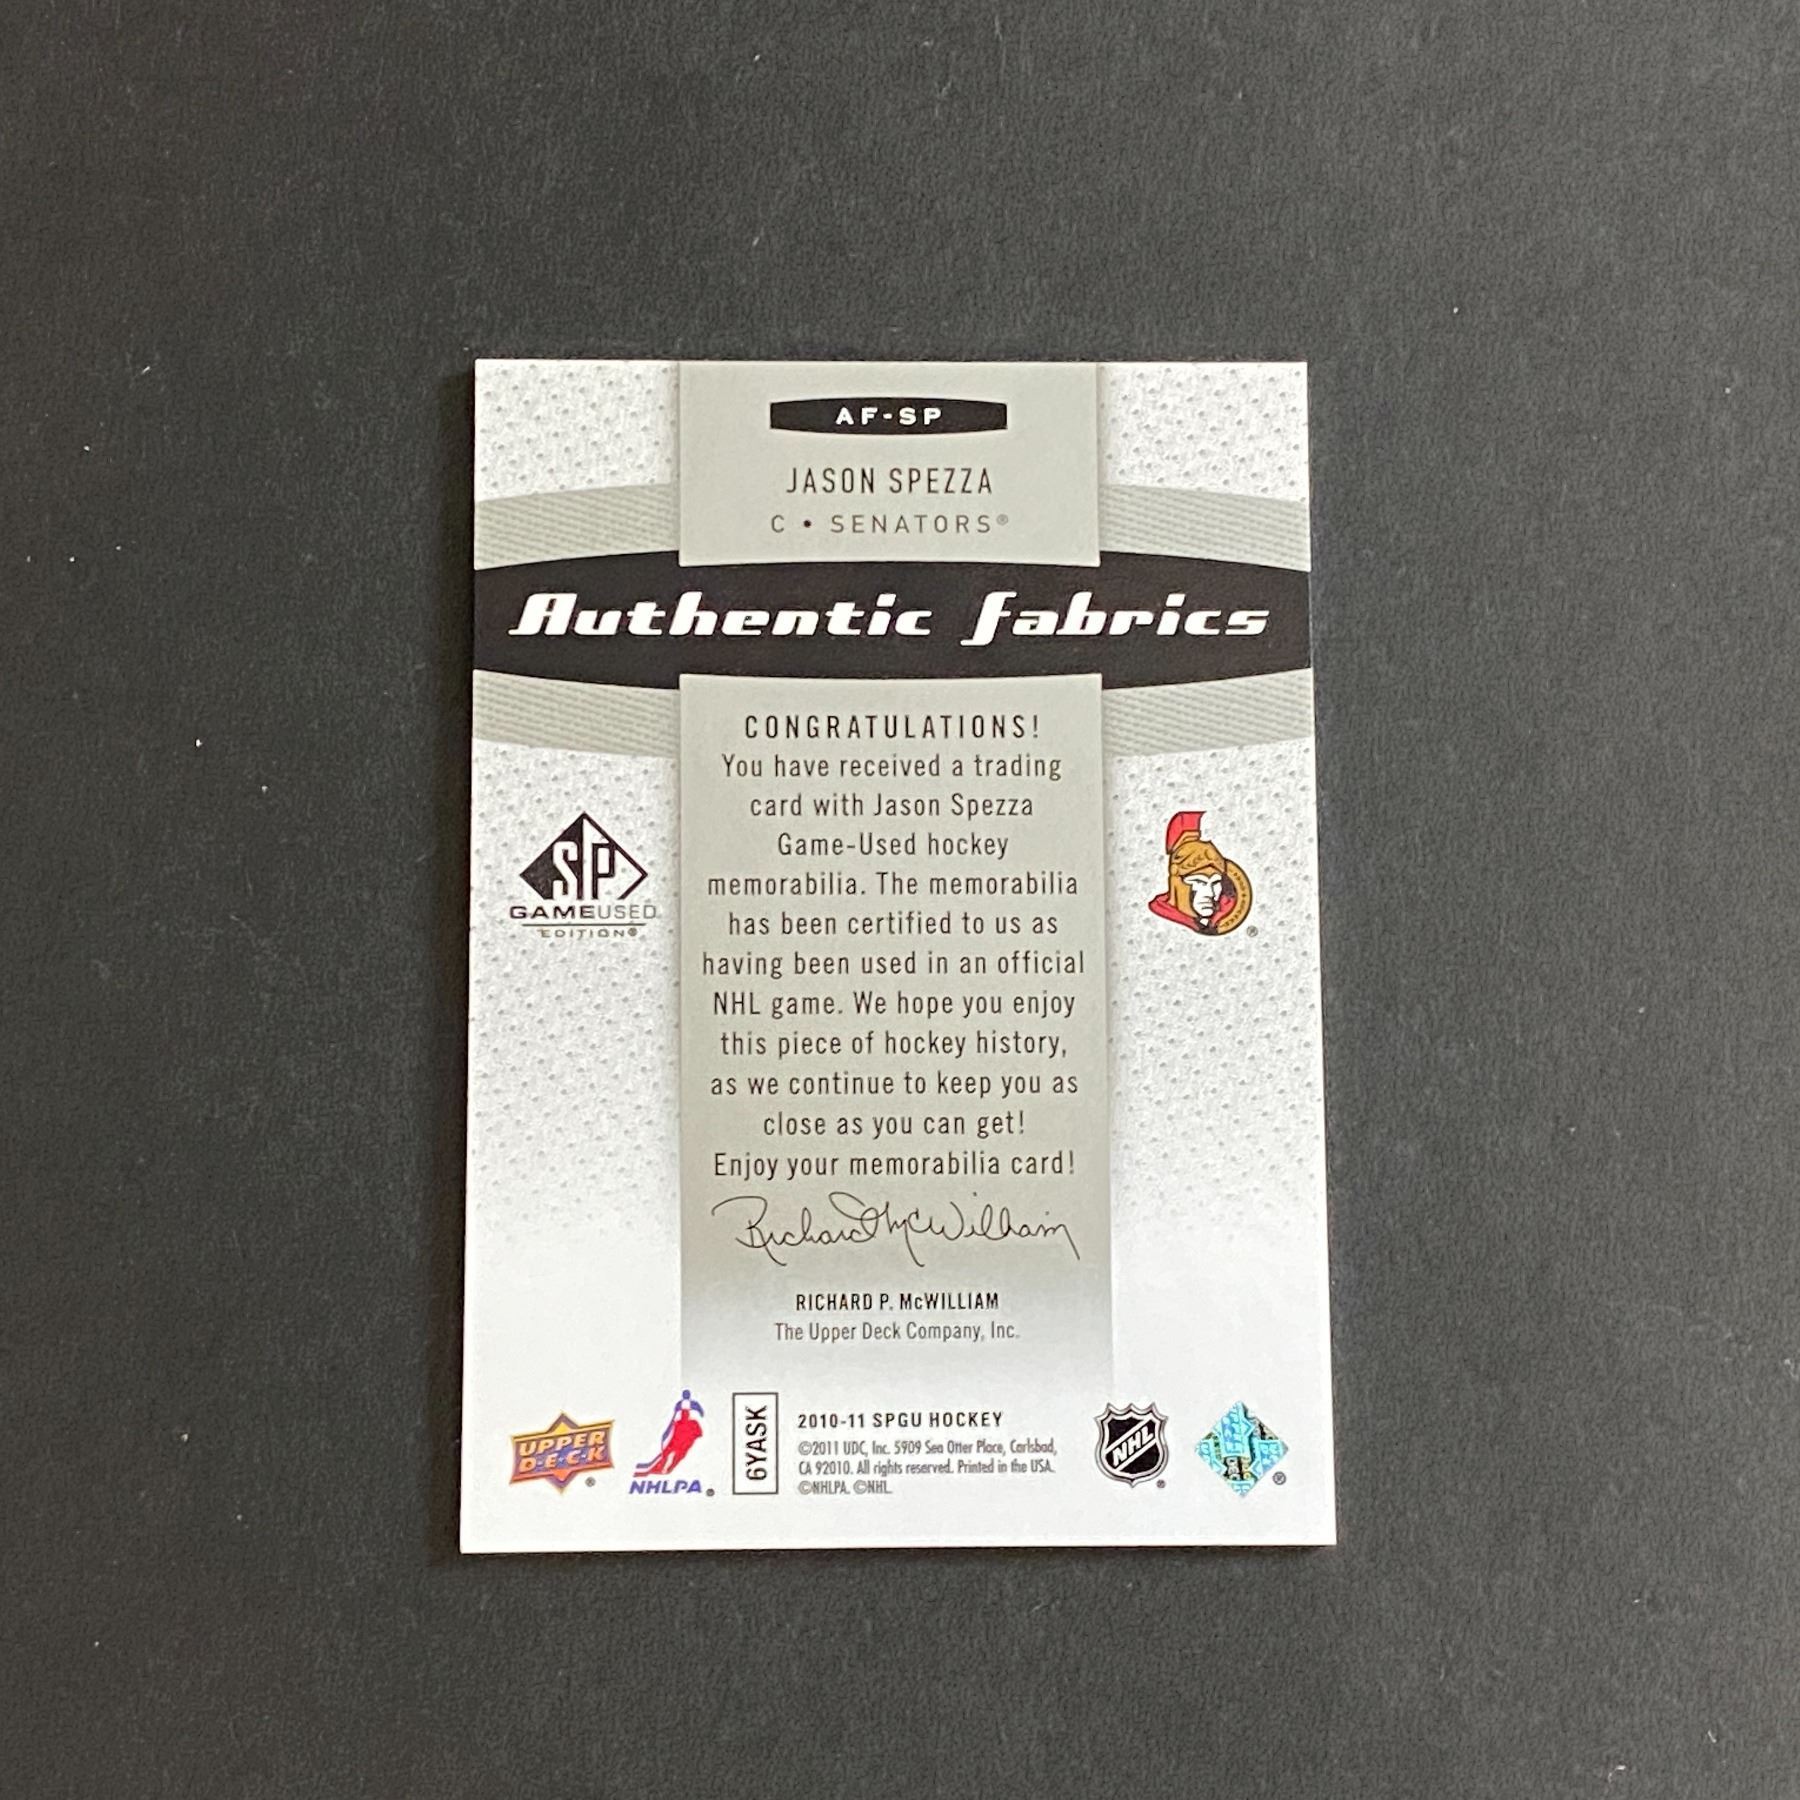 AF-SP
JASON SPEZZA
C • SENATORS®
Authentic Fabrics
CONGRATULATIONS!
You have received a trading
card with Jason Spezza
Game-Used hockey
memorabilia. The memorabilia
has been certified to us as
having been used in an official
NHL game. We hope you enjoy
this piece of hockey history,
as we continue to keep you as
close as you can get!
Enjoy your memorabilia card!
SP
GAMEUSED
EDITION®
®
Richard McWilliam
RICHARD P. McWILLIAM
The Upper Deck Company, Inc.
UPPER
DECK
®
NHLPA®
6YASK
2010-11 SPGU HOCKEY
©2011 UDC, Inc. 5909 Sea Otter Place, Carlsbad,
CA 92010. All rights reserved. Printed in the USA.
©NHLPA. ©NHL.
NHL
®
®